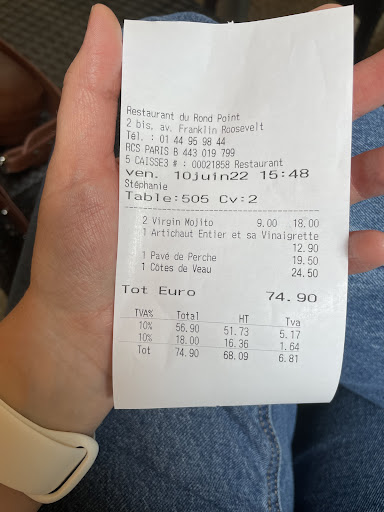 Restaurant du Rond Point
2 bis, av. Franklin Roosevelt
Tél. : 01 44 95 98 44
RCS PARIS B 443 019 799
5 CAISSE3 # : 00021858 Restaurant
ven. 10juin22 15:48
Stéphanie
Table:505 Cv:2
2 Virgin Mojito 9.00 18.00
1 Artichaut Entier et sa Vinaigrette
12.90
1 Pavé de Perche 19.50
1 Côtes de Veau 24.50
Tot Euro 74.90
TVA% Total HT Tva
10% 56.90 51.73 5.17
10% 18.00 16.36 1.64
Tot 74.90 68.09 6.81